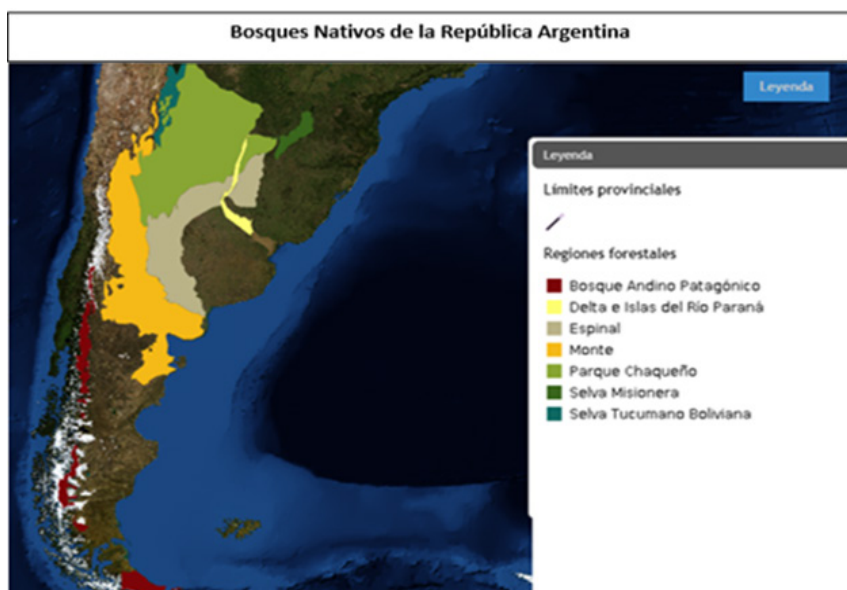 Bosques Nativos de la República Argentina
Leyenda
Leyenda
Límites provinciales
Regiones forestales
Bosque Andino Patagónico
Delta e Islas del Río Paraná
Espinal
Monte
Parque Chaqueño
Selva Misionera
Selva Tucumano Boliviana